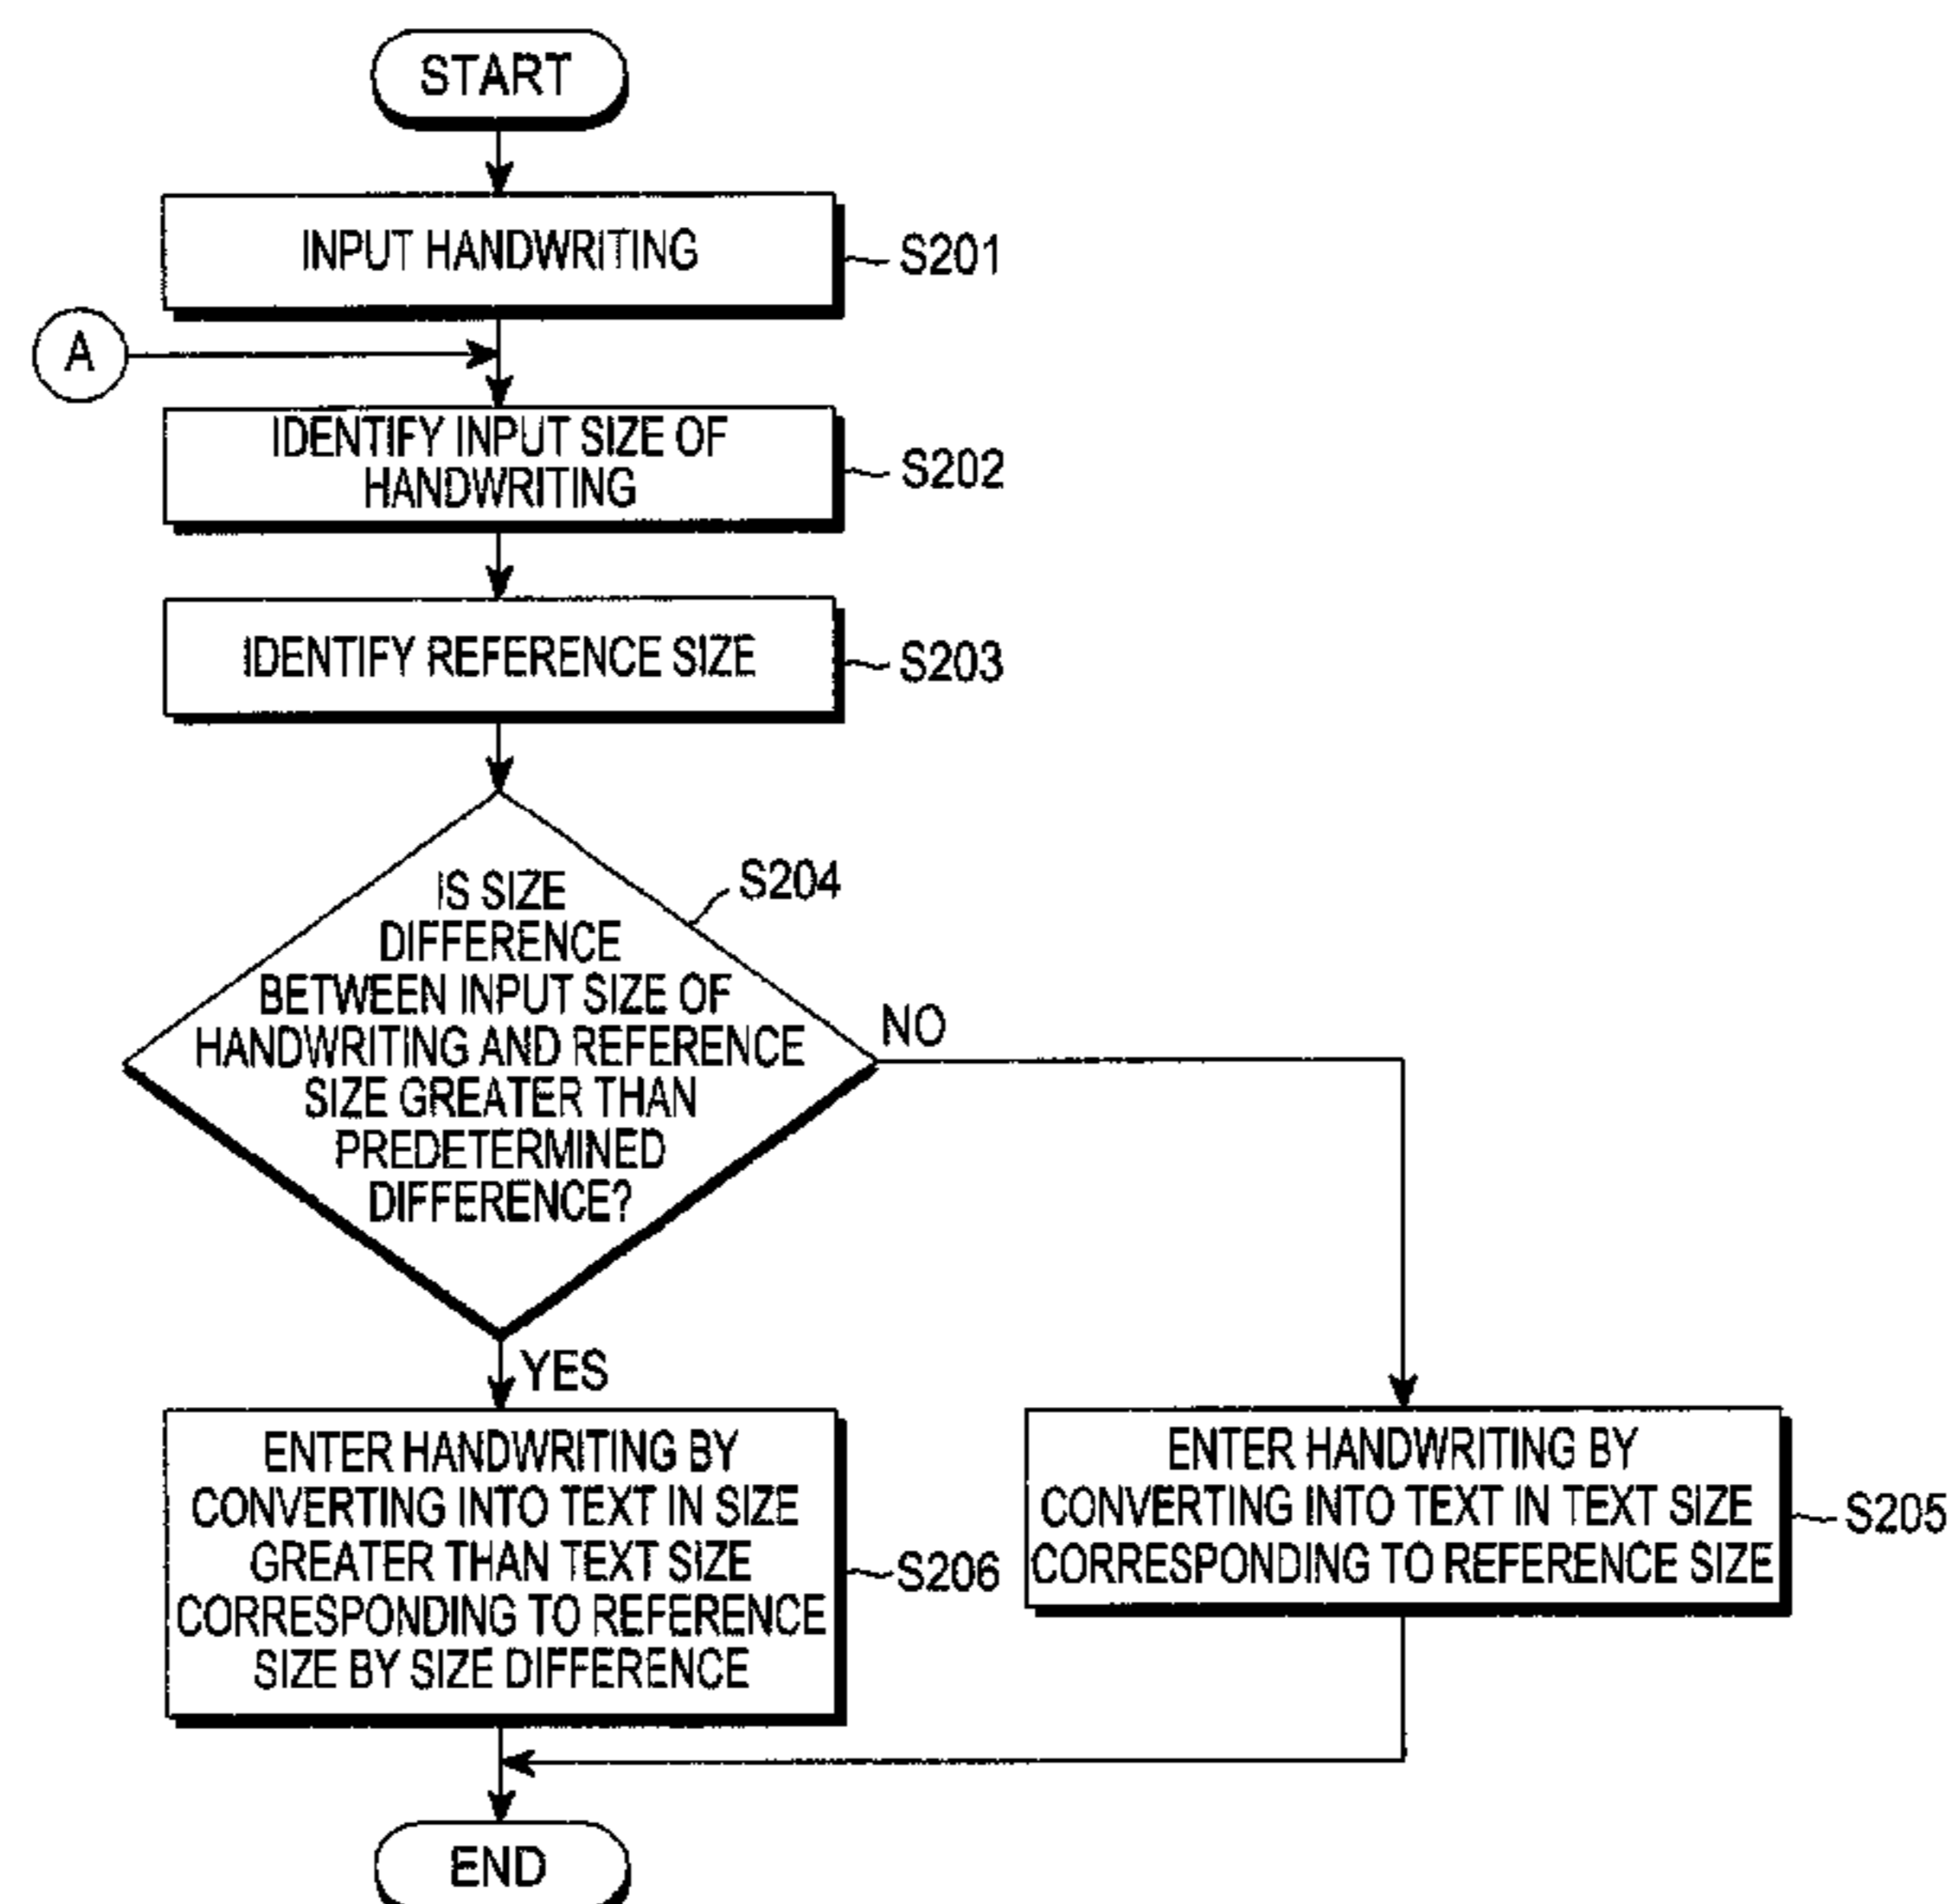 START
INPUT HANDWRITING
S201
A
IDENTIFY INPUT SIZE OF
HANDWRITING
S202
IDENTIFY REFERENCE SIZE
S203
IS SIZE
DIFFERENCE
BETWEEN INPUT SIZE OF
HANDWRITING AND REFERENCE
SIZE GREATER THAN
PREDETERMINED
DIFFERENCE?
S204
NO
YES
ENTER HANDWRITING BY
CONVERTING INTO TEXT IN SIZE
GREATER THAN TEXT SIZE
CORRESPONDING TO REFERENCE
SIZE BY SIZE DIFFERENCE
S206
ENTER HANDWRITING BY
CONVERTING INTO TEXT IN TEXT SIZE
CORRESPONDING TO REFERENCE SIZE
S205
END